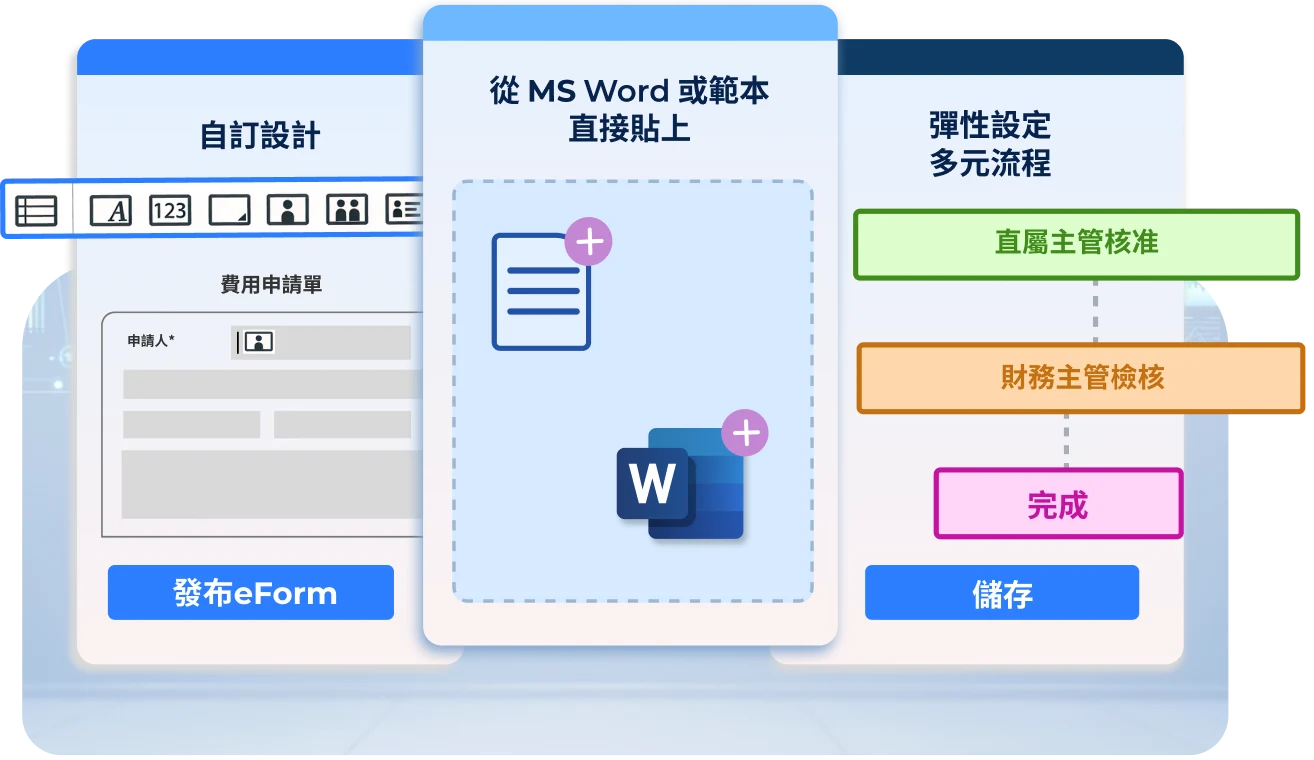 自訂設計
A
123
費用申請單
申請人*
發布eForm
從 MS Word 或範本
直接貼上
W
彈性設定
多元流程
直屬主管核准
財務主管檢核
完成
儲存